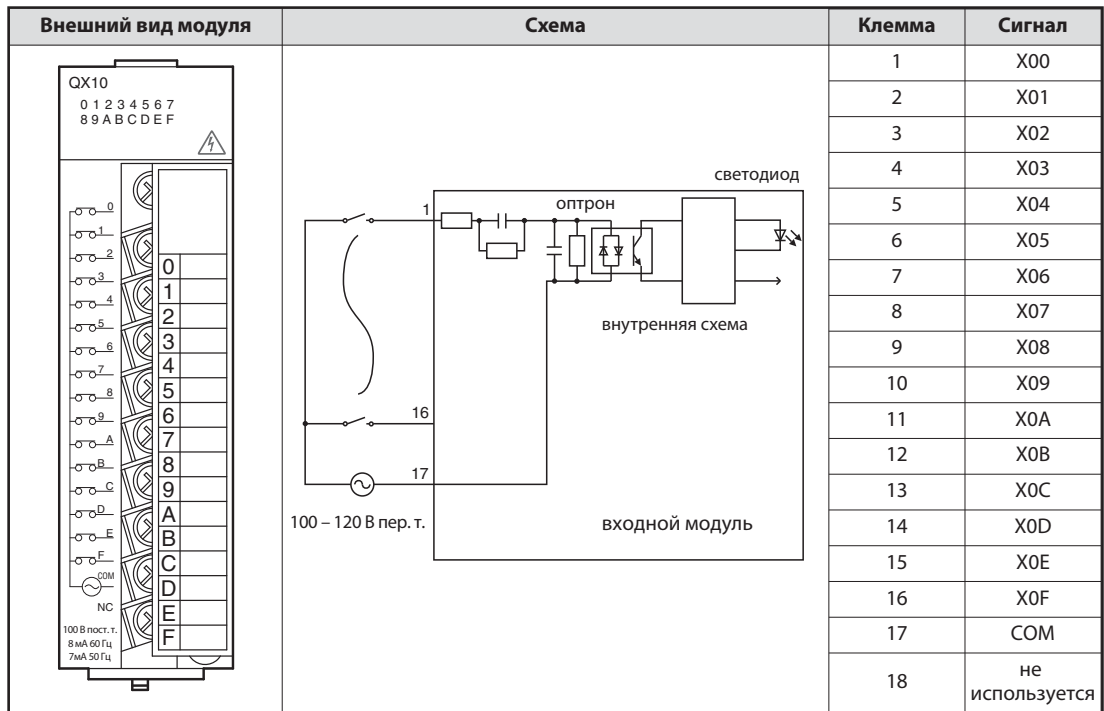 Внешний вид модуля
Схема
Клемма
Сигнал
QX10
0 1 2 3 4 5 6 7
8 9 A B C D E F
0
1
2
3
4
5
6
7
8
9
A
B
C
D
E
F
COM
NC
100 В пост. т.
8 мА 60 Гц
7мА 50 Гц
0
1
2
3
4
5
6
7
8
9
A
B
C
D
E
F
светодиод
оптрон
1
внутренняя схема
16
17
100 – 120 В пер. т.
входной модуль
1 X00
2 X01
3 X02
4 X03
5 X04
6 X05
7 X06
8 X07
9 X08
10 X09
11 X0A
12 X0B
13 X0C
14 X0D
15 X0E
16 X0F
17 COM
18 не
используется